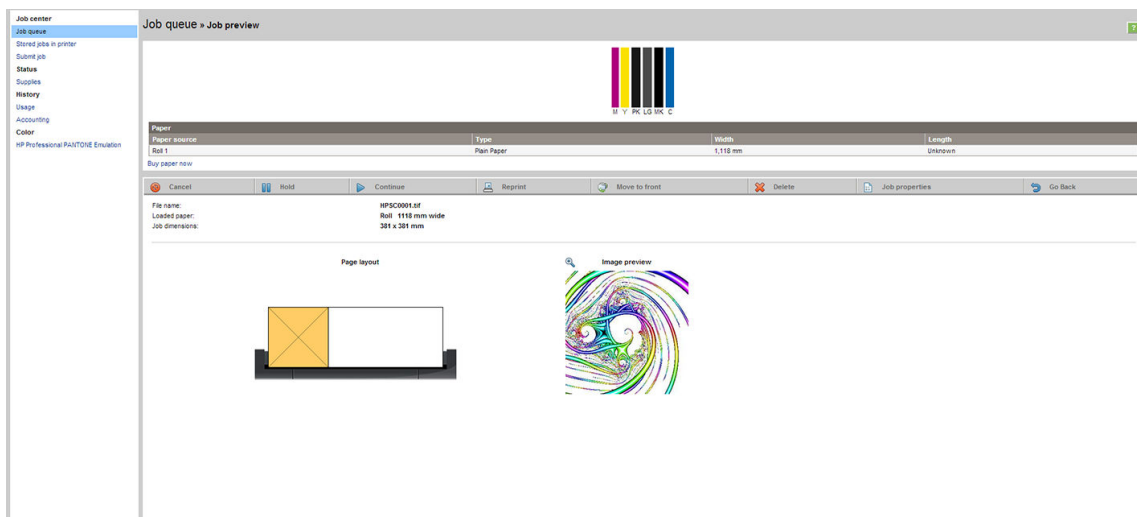 Job center
Job queue
Stored jobs in printer
Submit job
Status
Supplies
History
Usage
Accounting
Color
HP Professional PANTONE Emulation
Job queue » Job preview
?
M Y PK LG MK C
Paper
Paper source Type Width Length
Roll 1 Plain Paper 1,118 mm Unknown
Buy paper now
Cancel Hold Continue Reprint Move to front Delete Job properties Go Back
File name: HPSC0001.tif
Loaded paper: Roll 1118 mm wide
Job dimensions: 381 x 381 mm
Page layout Image preview